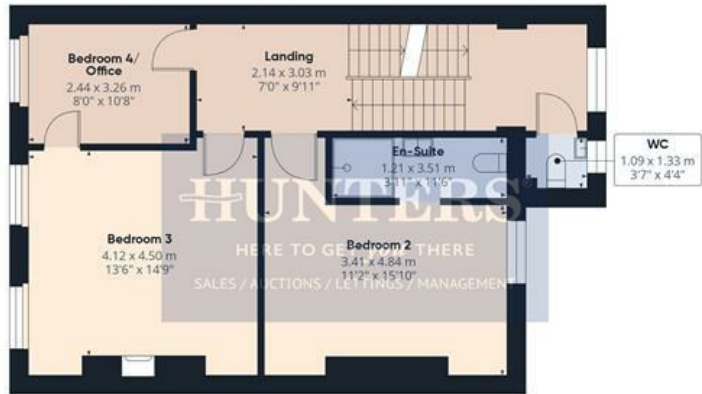 Bedroom 4/
Office
2.44 x 3.26 m
8'0" x 10'8"
Landing
2.14 x 3.03 m
7'0" x 9'11"
En-Suite
1.21 x 3.51 m
3'11" x 11'6"
WC
1.09 x 1.33 m
3'7" x 4'4"
HUNTERS®
HERE TO GET you THERE
SALES / AUCTIONS / LETTINGS / MANAGEMENT
Bedroom 3
4.12 x 4.50 m
13'6" x 14'9"
Bedroom 2
3.41 x 4.84 m
11'2" x 15'10"